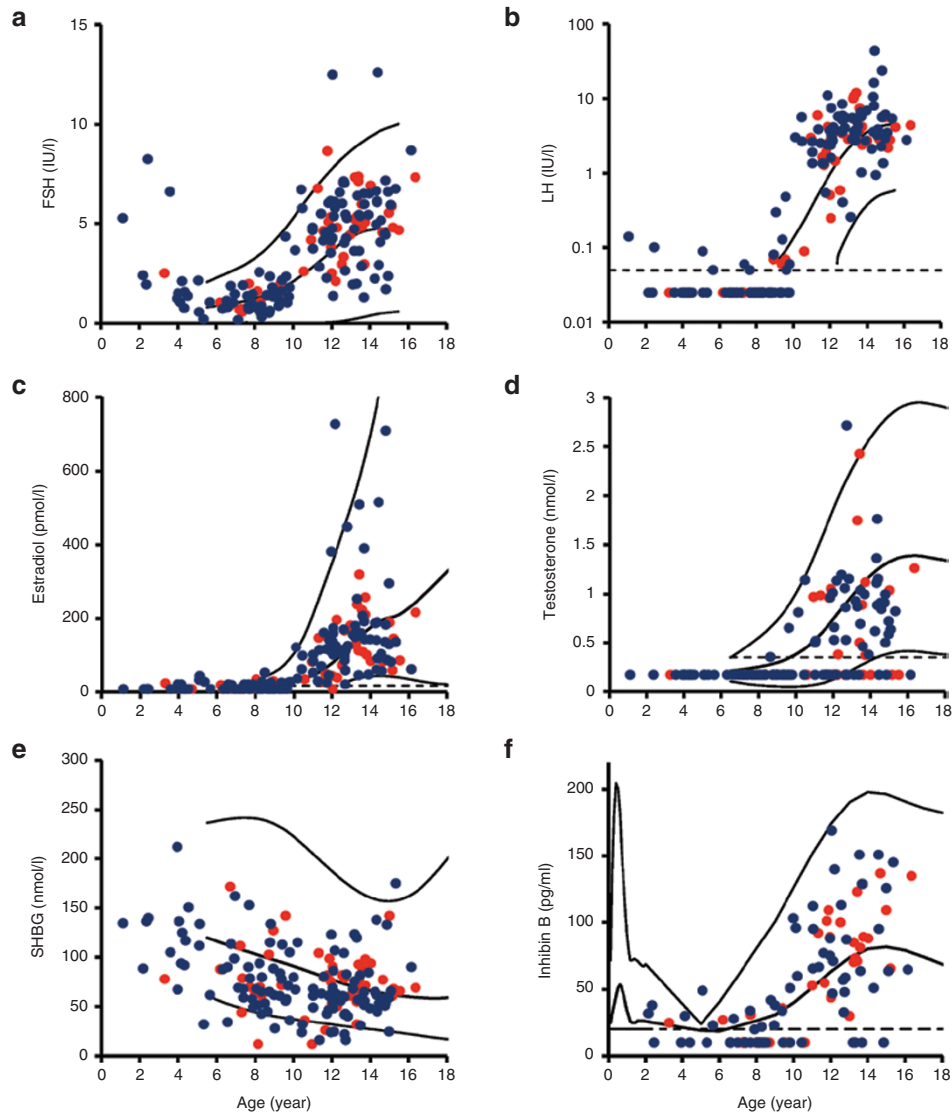 a
b
15
10
5
0
FSH (IU/l)
0 2 4 6 8 10 12 14 16 18
100
10
1
0.1
0.01
LH (IU/l)
0 2 4 6 8 10 12 14 16 18
c
d
800
600
400
200
0
Estradiol (pmol/l)
0 2 4 6 8 10 12 14 16 18
3
2.5
2
1.5
1
0.5
0
Testosterone (nmol/l)
0 2 4 6 8 10 12 14 16 18
e
f
300
250
200
150
100
50
0
SHBG (nmol/l)
0 2 4 6 8 10 12 14 16 18
Age (year)
200
150
100
50
0
Inhibin B (pg/ml)
0 2 4 6 8 10 12 14 16 18
Age (year)